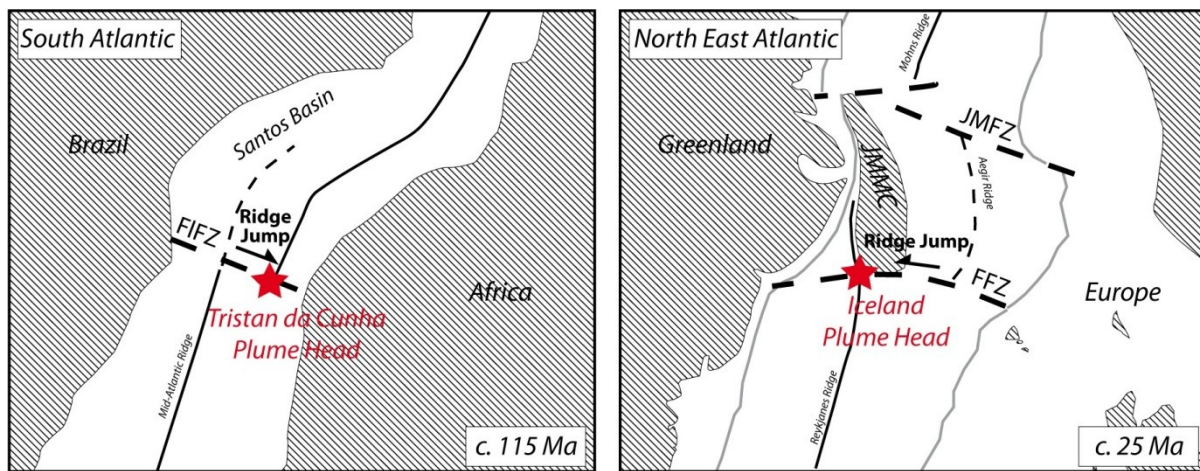 South Atlantic
Brazil
Santos Basin
FIFZ
Ridge
Jump
Africa
Tristan da Cunha
Plume Head
Mid-Atlantic Ridge
c. 115 Ma
North East Atlantic
Mohns Ridge
Greenland
JMFZ
JMMC
Aegir Ridge
Ridge Jump
FFZ
Europe
Iceland
Plume Head
Reykjanes Ridge
c. 25 Ma